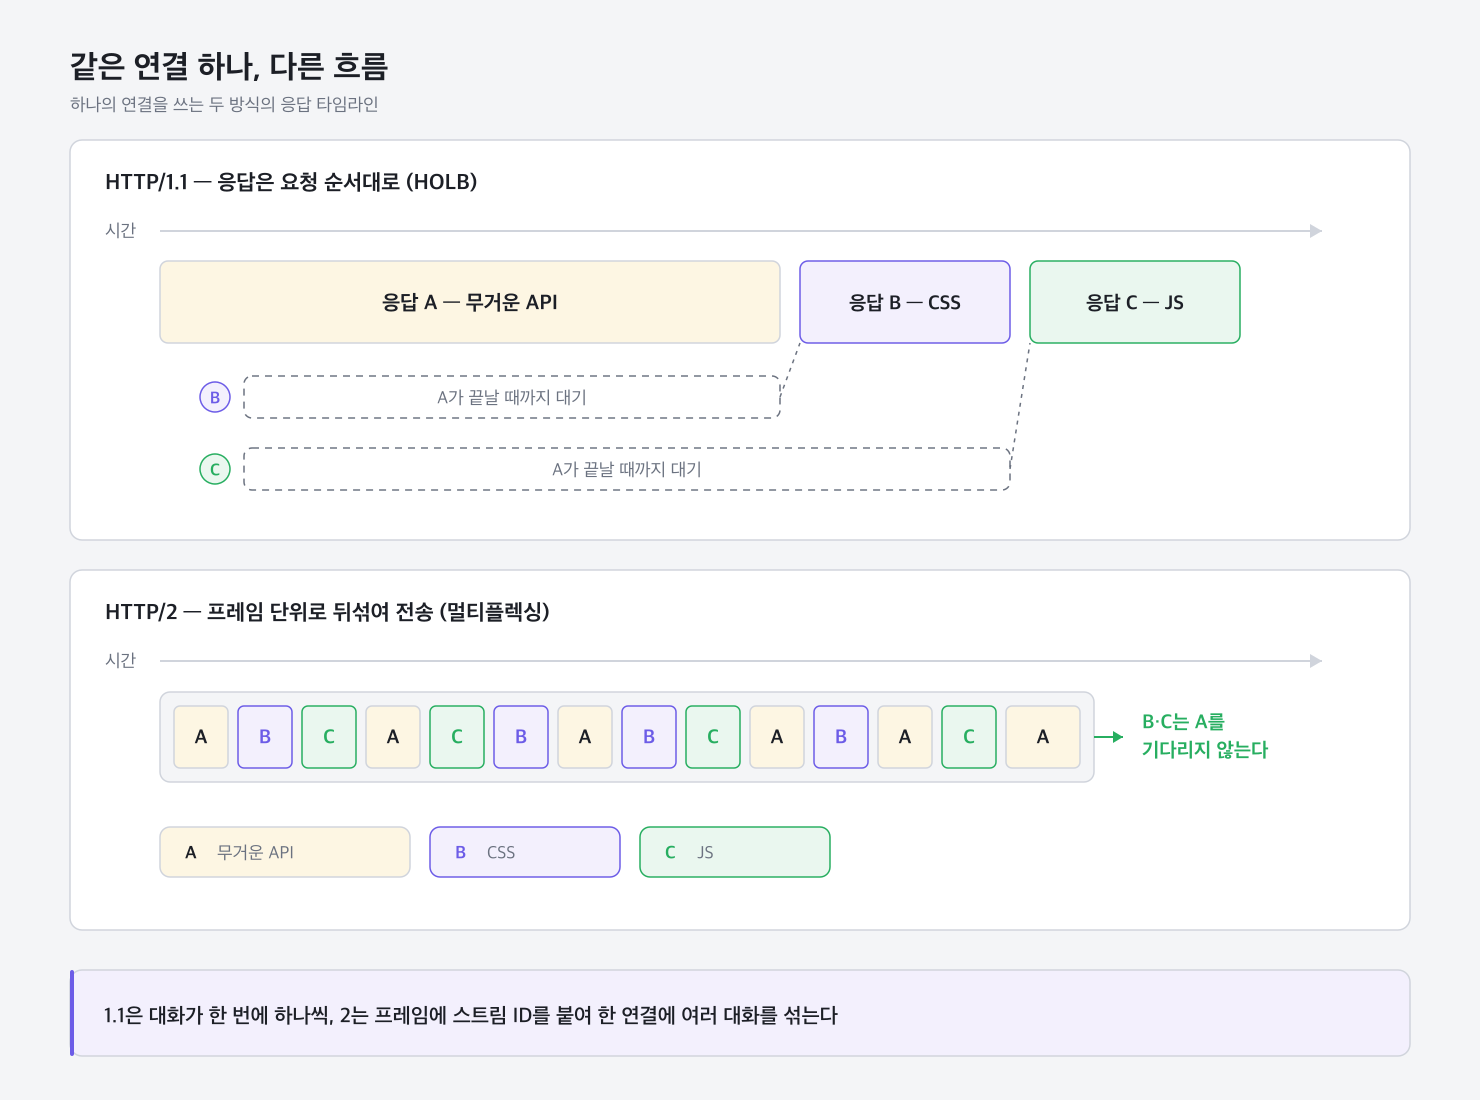 같은 연결 하나, 다른 흐름
하나의 연결을 쓰는 두 방식의 응답 타임라인
HTTP/1.1 — 응답은 요청 순서대로 (HOLB)
시간
응답 A — 무거운 API
응답 B — CSS
응답 C — JS
B
A가 끝날 때까지 대기
C
A가 끝날 때까지 대기
HTTP/2 — 프레임 단위로 뒤섞여 전송 (멀티플렉싱)
시간
A B C A C B A B C A B A C A
B·C는 A를
기다리지 않는다
A 무거운 API
B CSS
C JS
1.1은 대화가 한 번에 하나씩, 2는 프레임에 스트림 ID를 붙여 한 연결에 여러 대화를 섞는다